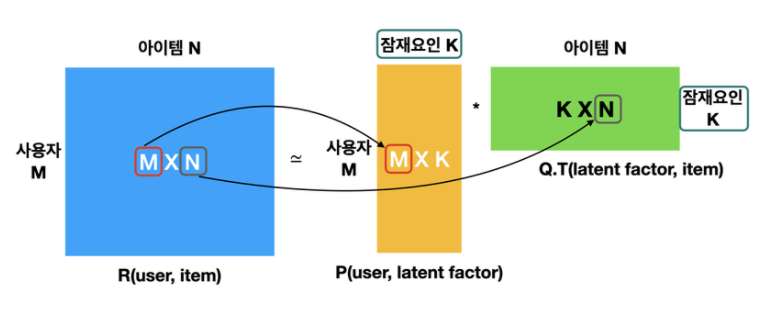 아이템 N
사용자
M
M X N
R(user, item)
≃
잠재요인 K
사용자
M
M X K
P(user, latent factor)
*
아이템 N
K X N
잠재요인
K
Q.T(latent factor, item)